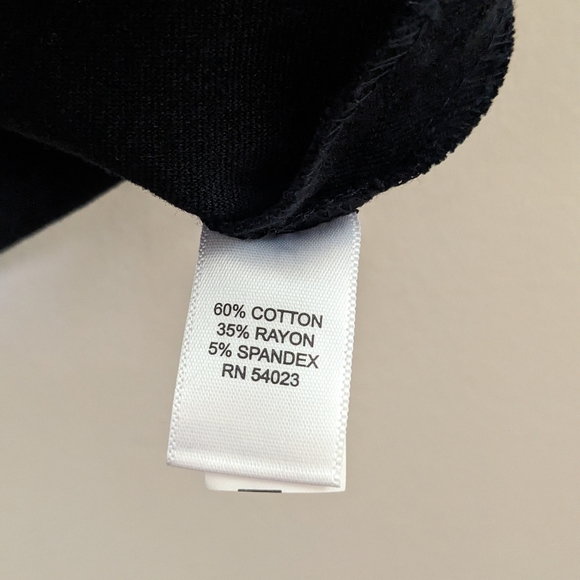 60% COTTON
35% RAYON
5% SPANDEX
RN 54023